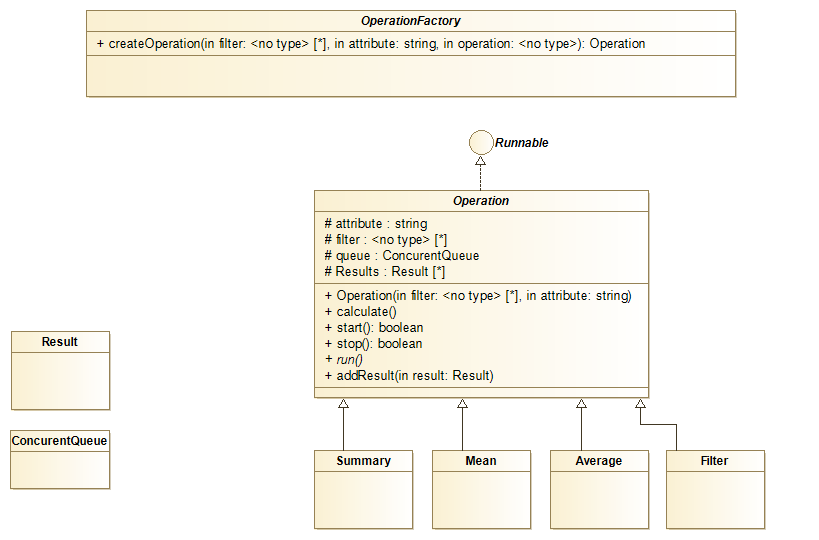 OperationFactory
+ createOperation(in filter: <no type> [*], in attribute: string, in operation: <no type>): Operation
Runnable
Operation
# attribute : string
# filter : <no type> [*]
# queue : ConcurentQueue
# Results : Result [*]
+ Operation(in filter: <no type> [*], in attribute: string)
+ calculate()
+ start(): boolean
+ stop(): boolean
+ run()
+ addResult(in result: Result)
Result
ConcurentQueue
Summary
Mean
Average
Filter